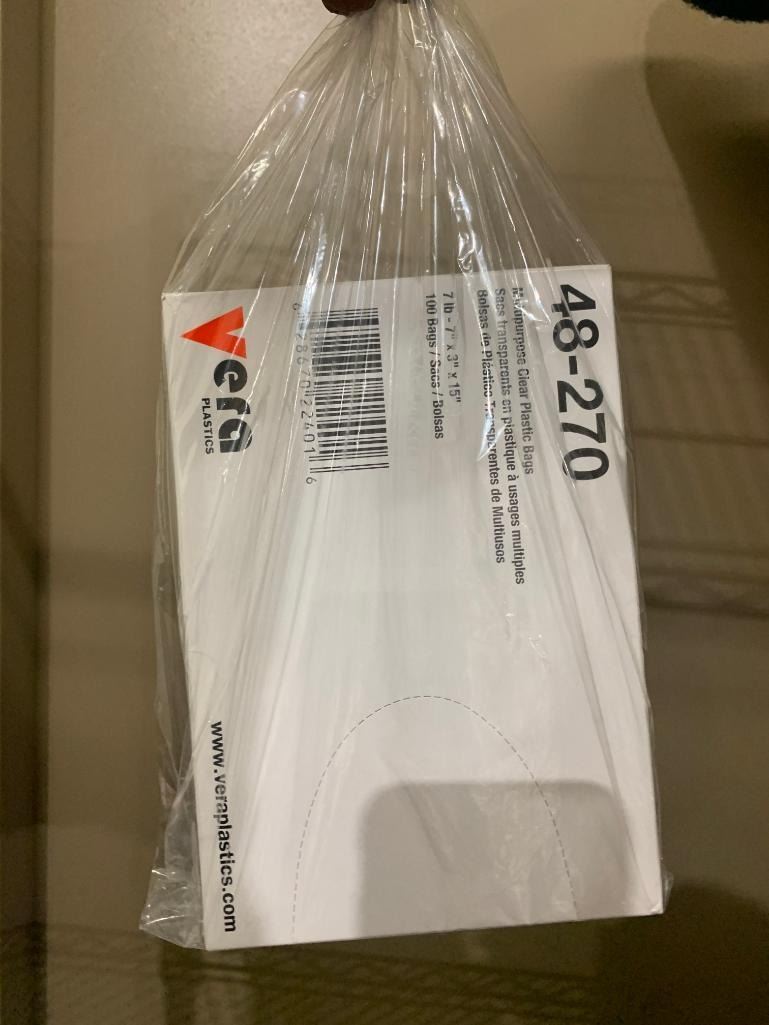 48-270
Multipurpose Clear Plastic Bags
Sacs transparents en plastique à usages multiples
Bolsas de Plástico Transparentes de Multiusos
7 lb - 7" x 3" x 15"
100 Bags / Sacs / Bolsas
Vera
PLASTICS
www.veraplastics.com